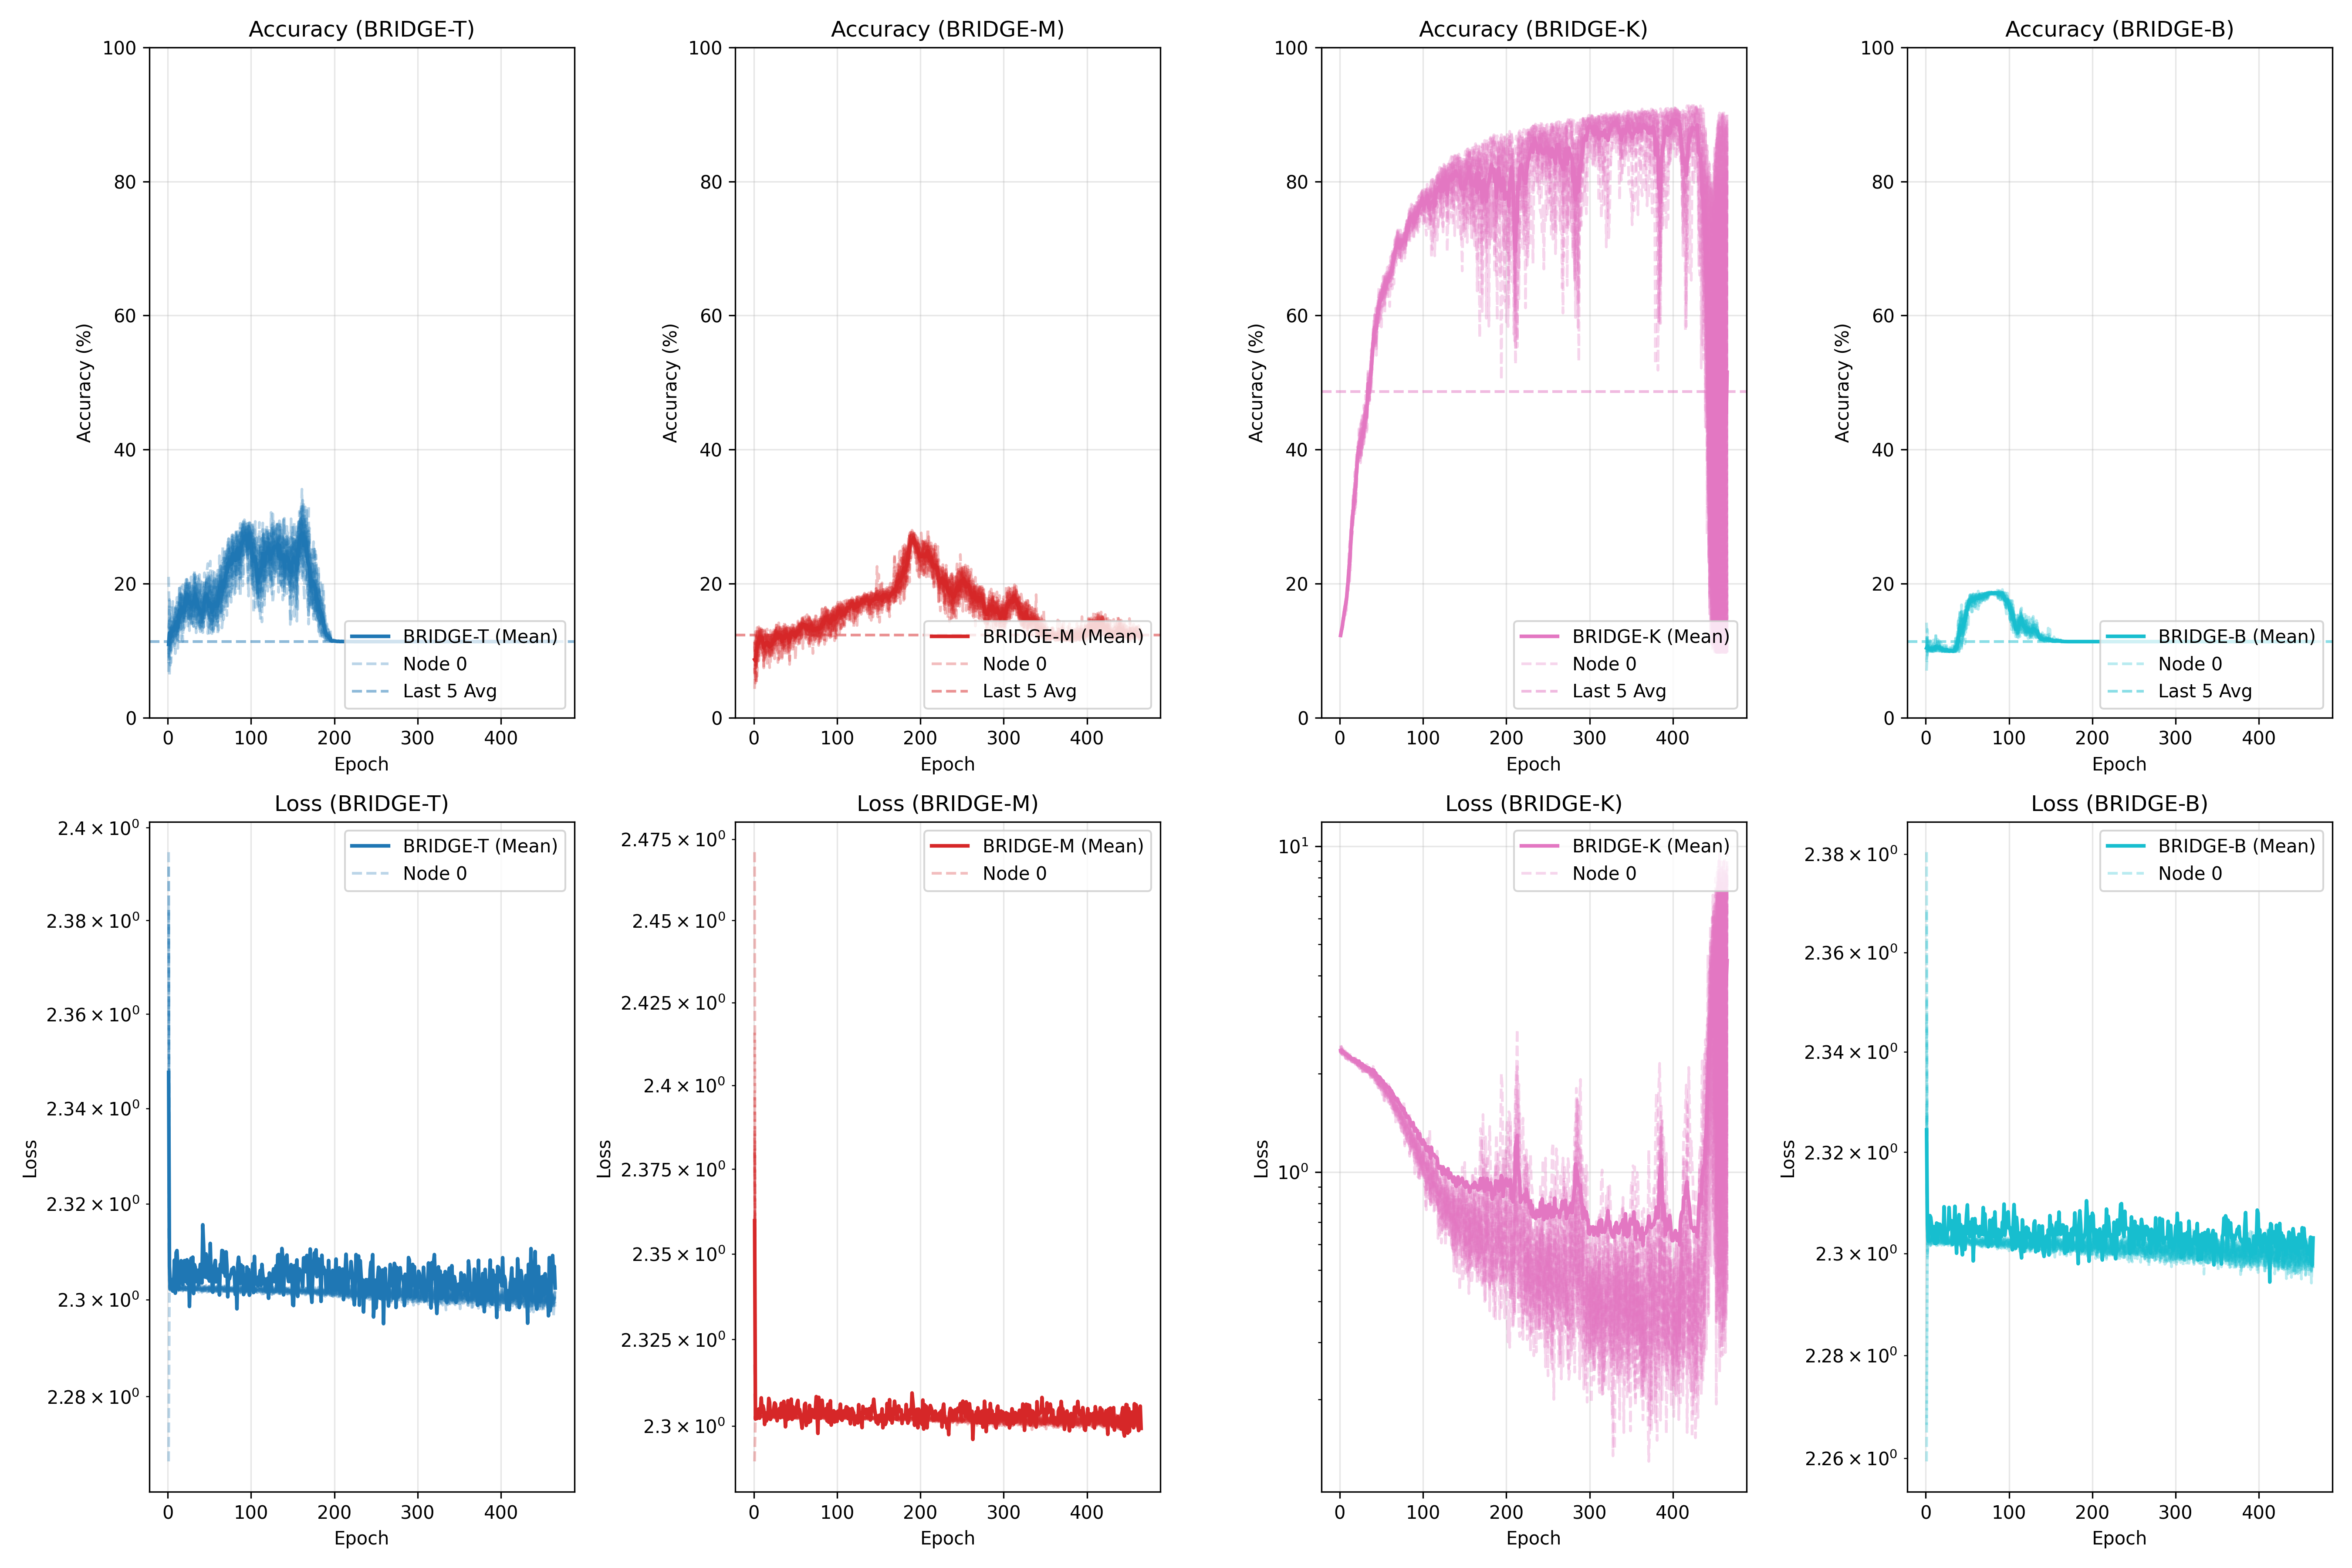 Accuracy (BRIDGE-T)
Accuracy (%)
100
80
60
40
20
0
0 100 200 300 400
Epoch
BRIDGE-T (Mean)
Node 0
Last 5 Avg
Accuracy (BRIDGE-M)
Accuracy (%)
100
80
60
40
20
0
0 100 200 300 400
Epoch
BRIDGE-M (Mean)
Node 0
Last 5 Avg
Accuracy (BRIDGE-K)
Accuracy (%)
100
80
60
40
20
0
0 100 200 300 400
Epoch
BRIDGE-K (Mean)
Node 0
Last 5 Avg
Accuracy (BRIDGE-B)
Accuracy (%)
100
80
60
40
20
0
0 100 200 300 400
Epoch
BRIDGE-B (Mean)
Node 0
Last 5 Avg
Loss (BRIDGE-T)
Loss
2.4 × 10⁰
2.38 × 10⁰
2.36 × 10⁰
2.34 × 10⁰
2.32 × 10⁰
2.3 × 10⁰
2.28 × 10⁰
0 100 200 300 400
Epoch
BRIDGE-T (Mean)
Node 0
Loss (BRIDGE-M)
Loss
2.475 × 10⁰
2.45 × 10⁰
2.425 × 10⁰
2.4 × 10⁰
2.375 × 10⁰
2.35 × 10⁰
2.325 × 10⁰
2.3 × 10⁰
0 100 200 300 400
Epoch
BRIDGE-M (Mean)
Node 0
Loss (BRIDGE-K)
Loss
10¹
10⁰
0 100 200 300 400
Epoch
BRIDGE-K (Mean)
Node 0
Loss (BRIDGE-B)
Loss
2.38 × 10⁰
2.36 × 10⁰
2.34 × 10⁰
2.32 × 10⁰
2.3 × 10⁰
2.28 × 10⁰
2.26 × 10⁰
0 100 200 300 400
Epoch
BRIDGE-B (Mean)
Node 0